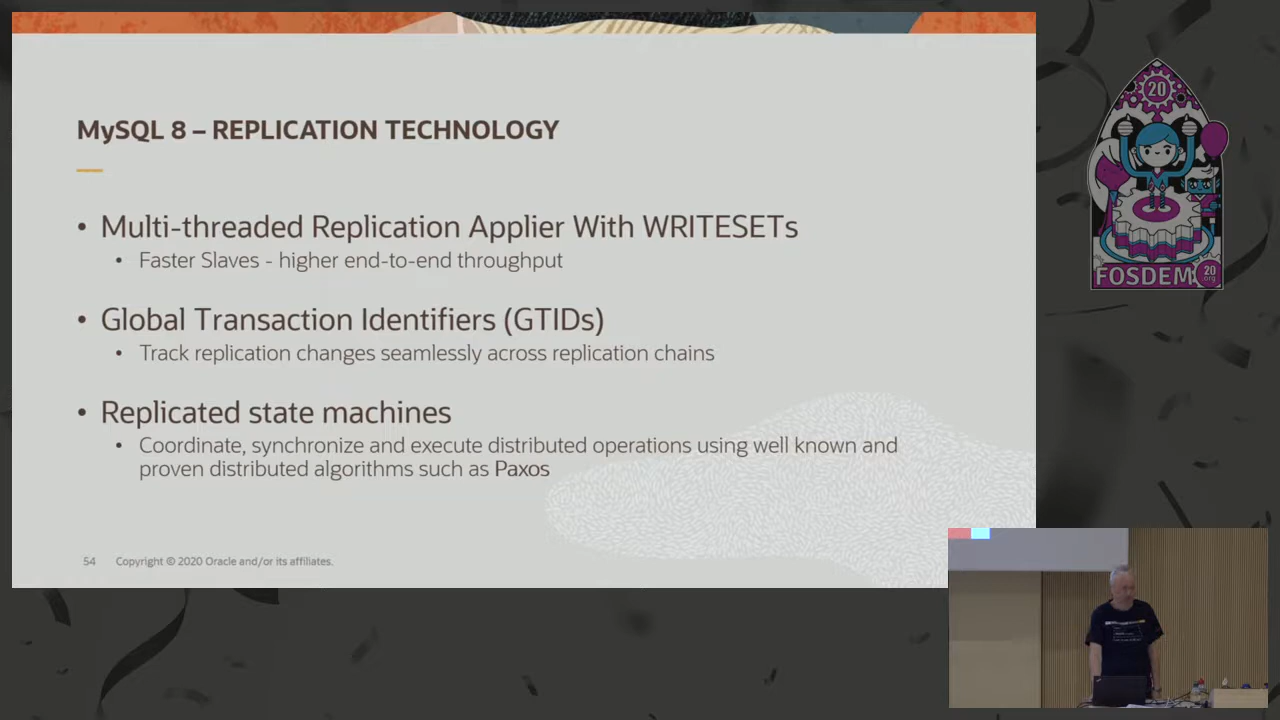 MySQL 8 – REPLICATION TECHNOLOGY
• Multi-threaded Replication Applier With WRITESETs
• Faster Slaves - higher end-to-end throughput
• Global Transaction Identifiers (GTIDs)
• Track replication changes seamlessly across replication chains
• Replicated state machines
• Coordinate, synchronize and execute distributed operations using well known and
proven distributed algorithms such as Paxos
54 Copyright © 2020 Oracle and/or its affiliates.
20
FOSDEM
20
.org